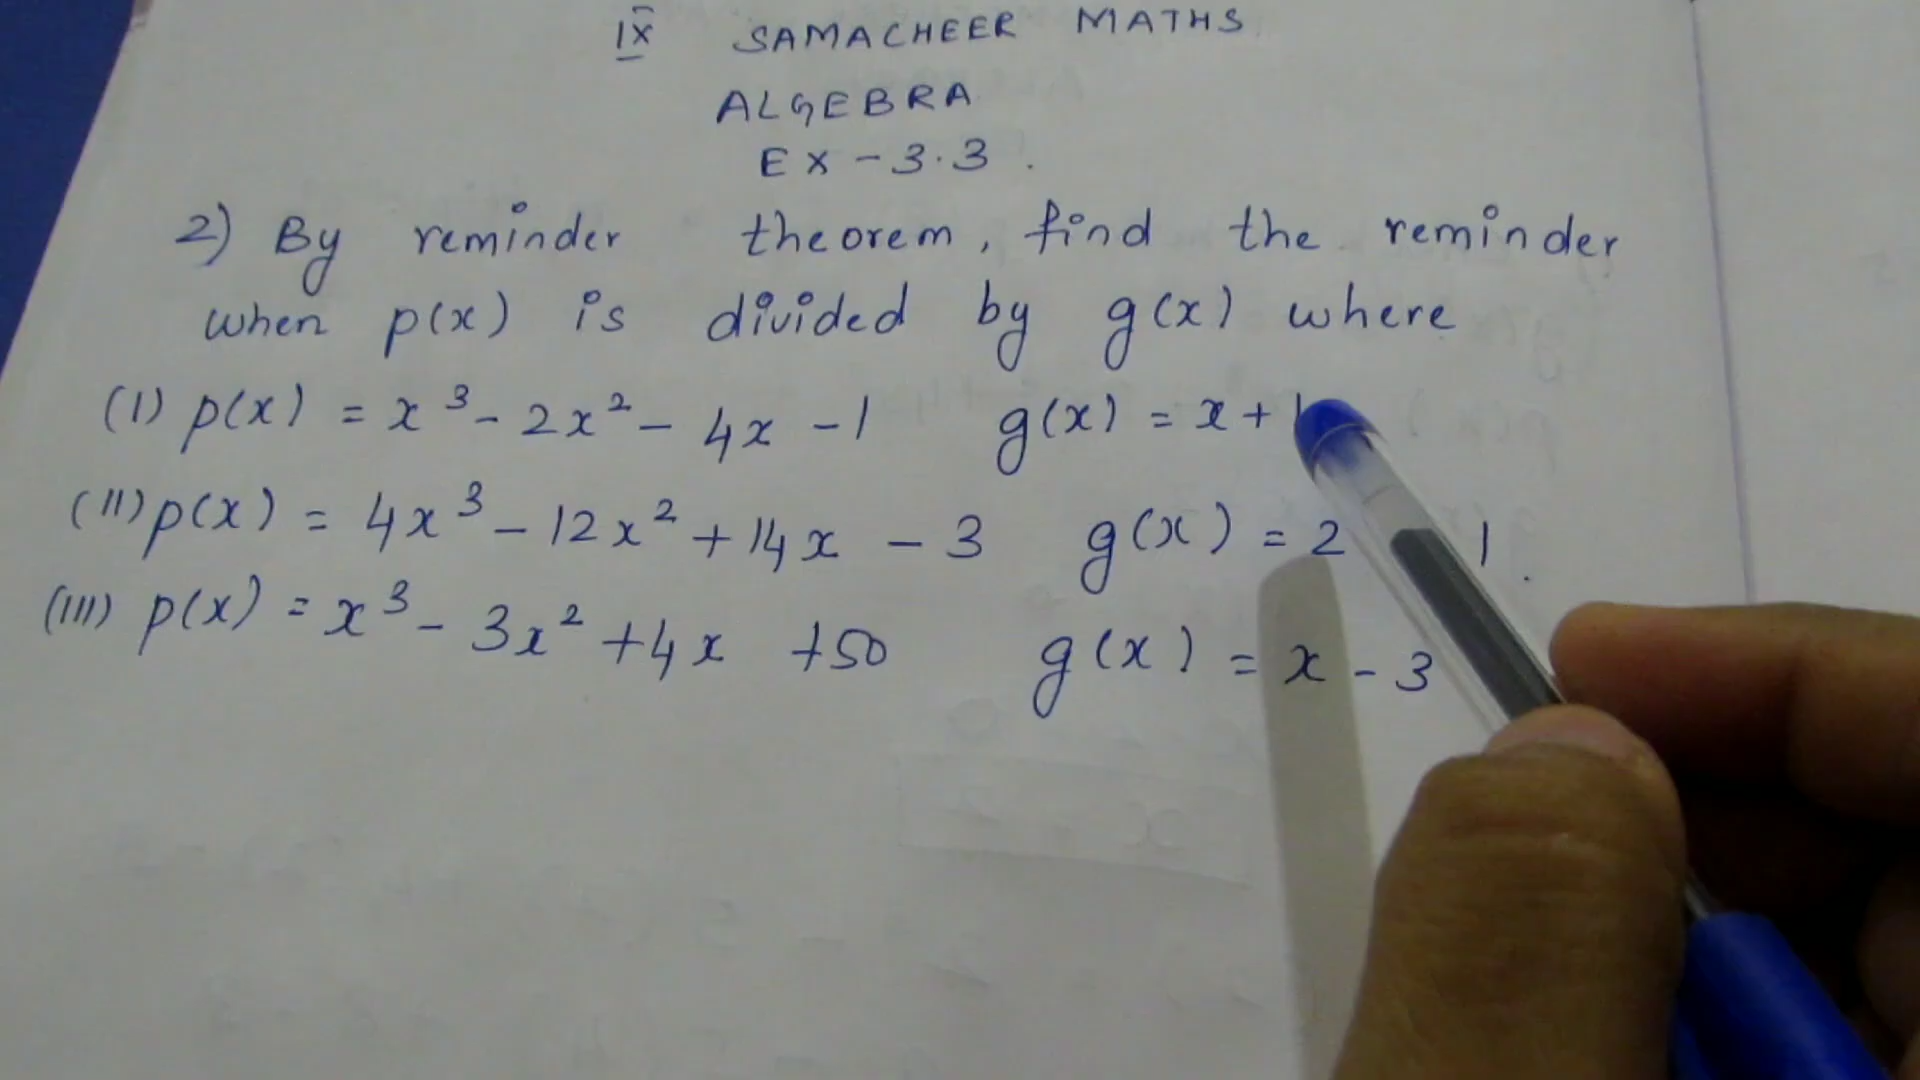 IX SAMACHEER MATHS
ALGEBRA
EX - 3.3.
2) By reminder theorem, find the reminder
when p(x) is divided by g(x) where
(I) p(x) = x³ - 2x² - 4x - 1 g(x) = x +
(II) p(x) = 4x³ - 12x² + 14x - 3 g(x) = 2 1.
(III) p(x) = x³ - 3x² + 4x + 50 g(x) = x - 3